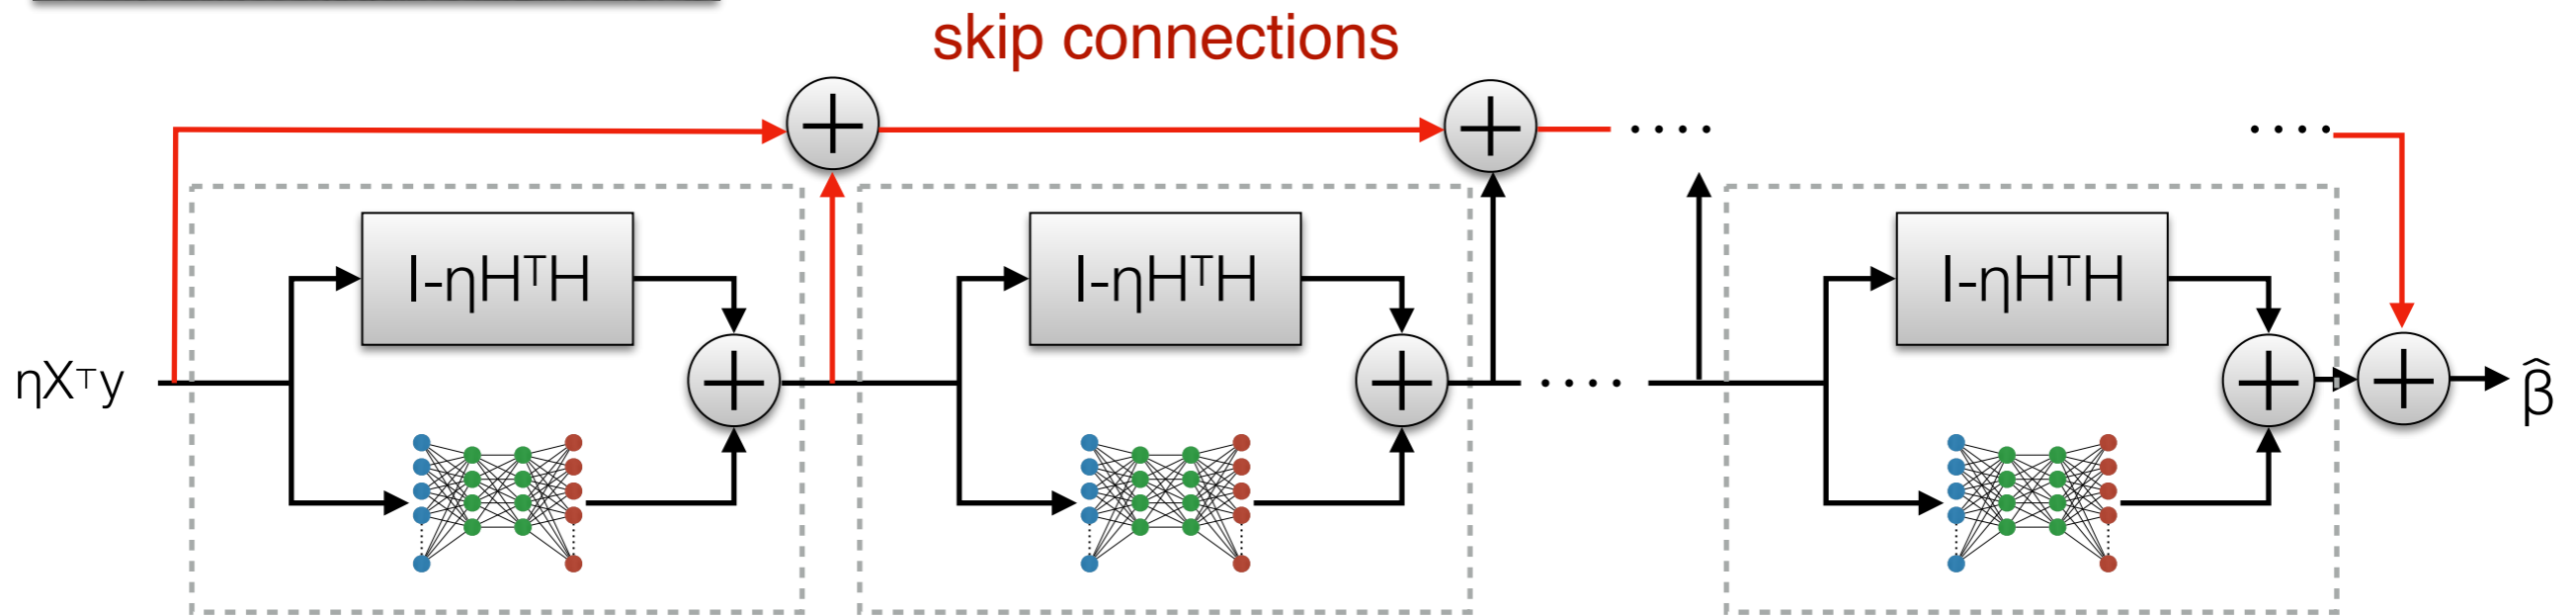 skip connections
I-ηHᵀH
I-ηHᵀH
I-ηHᵀH
ηXᵀy
β̂